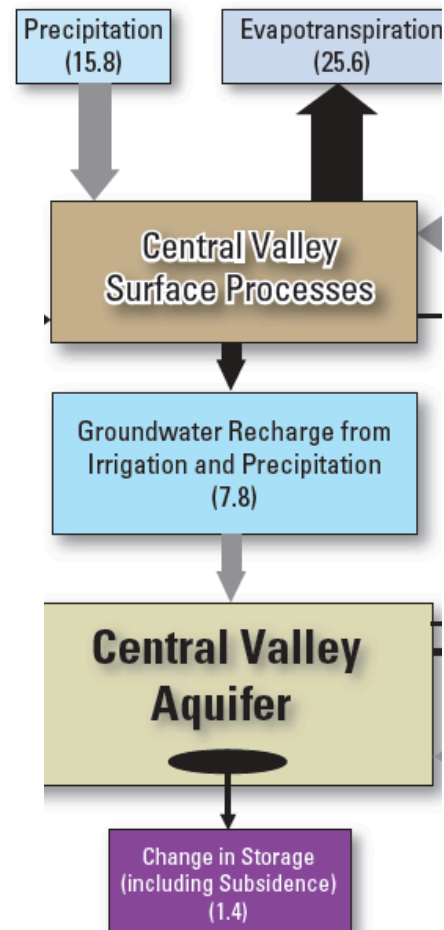 Precipitation
(15.8)
Evapotranspiration
(25.6)
Central Valley
Surface Processes
Groundwater Recharge from
Irrigation and Precipitation
(7.8)
Central Valley
Aquifer
Change in Storage
(including Subsidence)
(1.4)